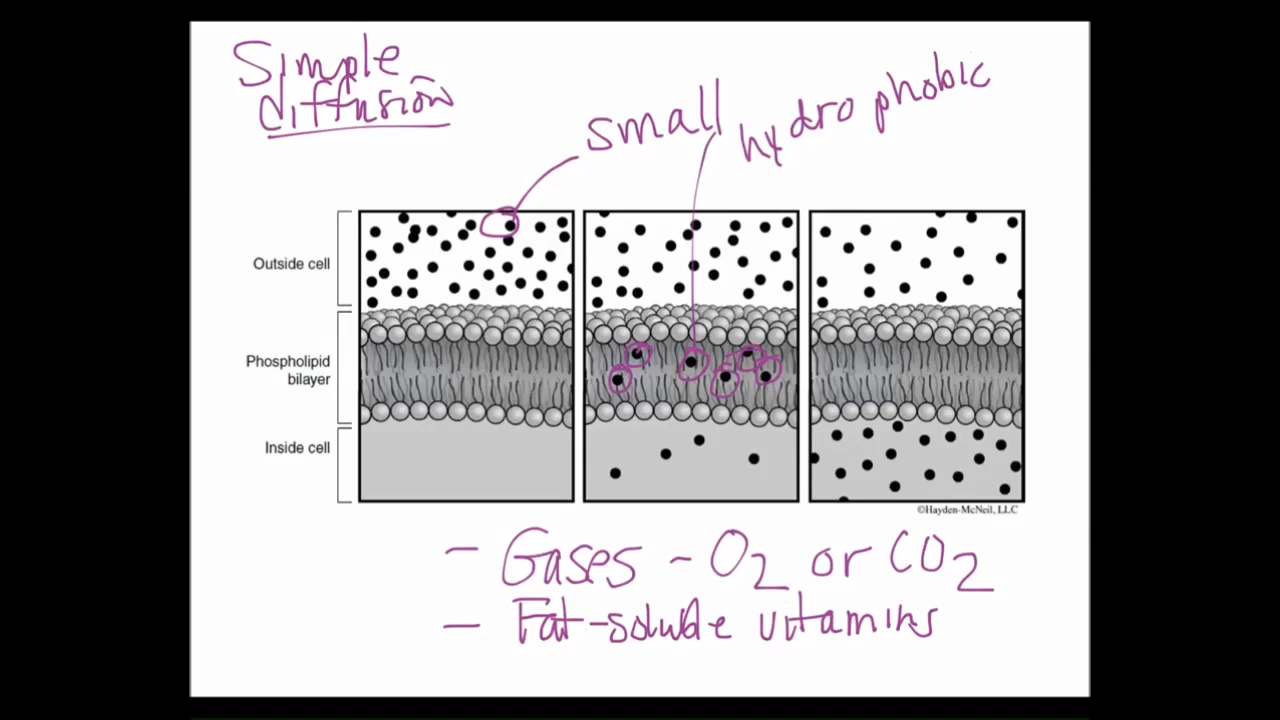 Simple
diffusion
small hydrophobic
Outside cell
Phospholipid
bilayer
Inside cell
©Hayden-McNeil, LLC
- Gases - O2 or CO2
- Fat-soluble vitamins